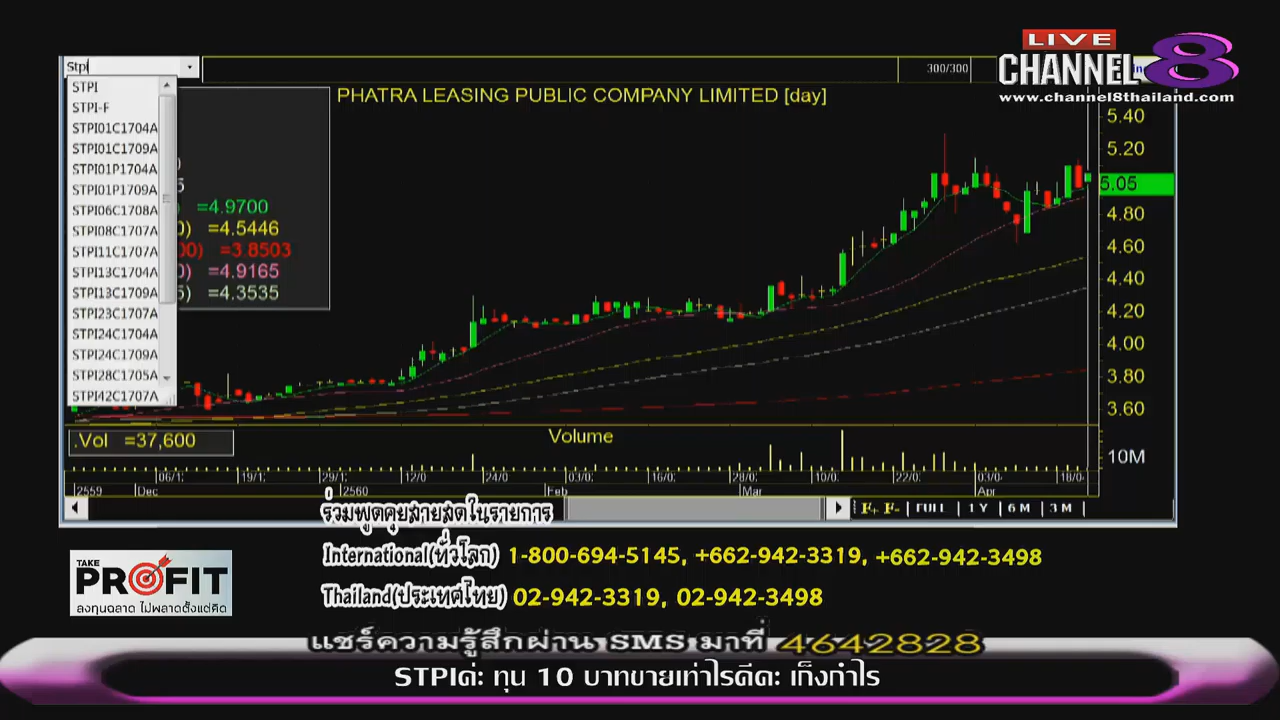 Stpi
300/300
LIVE
CHANNEL 8
www.channel8thailand.com
STPI
STPI-F
STPI01C1704A
STPI01C1709A
STPI01P1704A
STPI01P1709A
STPI06C1708A
STPI08C1707A
STPI11C1707A
STPI13C1704A
STPI13C1709A
STPI23C1707A
STPI24C1704A
STPI24C1709A
STPI28C1705A
STPI42C1707A
=4.9700
=4.5446
=3.8503
=4.9165
=4.3535
PHATRA LEASING PUBLIC COMPANY LIMITED [day]
5.40
5.20
5.05
4.80
4.60
4.40
4.20
4.00
3.80
3.60
.Vol =37,600
Volume
10M
2559 Dec 2560 Feb Mar Apr
F+ F- FULL 1Y 6M 3M
ร่วมพูดคุยสายสดในรายการ
International(ทั่วโลก) 1-800-694-5145, +662-942-3319, +662-942-3498
Thailand(ประเทศไทย) 02-942-3319, 02-942-3498
TAKE
PROFIT
ลงทุนฉลาด ไม่พลาดตั้งแต่คิด
แชร์ความรู้สึกผ่าน SMS มาที่ 4642828
STPIค่ะ ทุน 10 บาทขายเท่าไรดีคะ เก็งกำไร